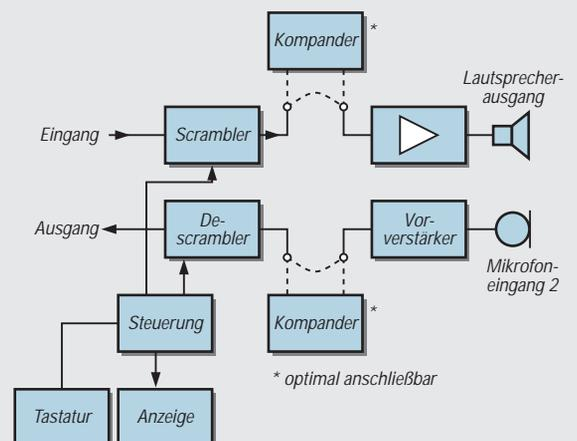 Kompander
*
Lautsprecher-
ausgang
Eingang
Scrambler
Ausgang
De-
scrambler
Vor-
verstärker
Mikrofon-
eingang 2
Steuerung
Kompander
*
* optimal anschließbar
Tastatur
Anzeige